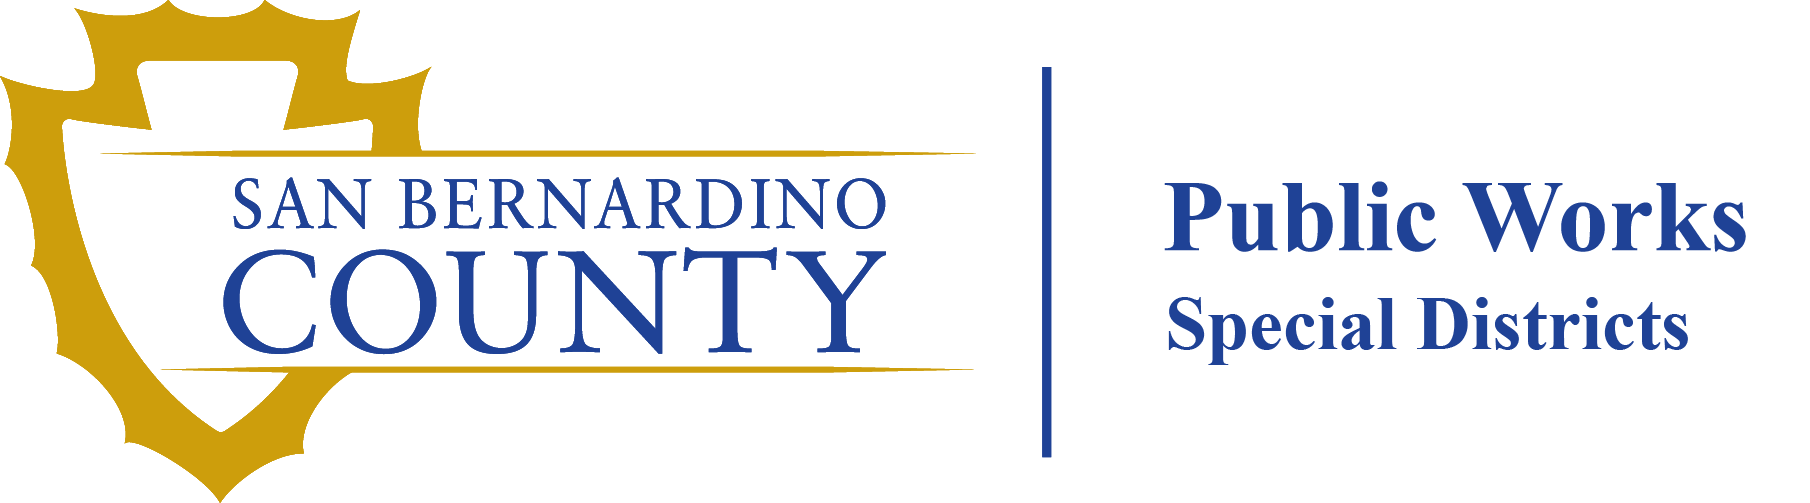 SAN BERNARDINO
COUNTY
Public Works
Special Districts